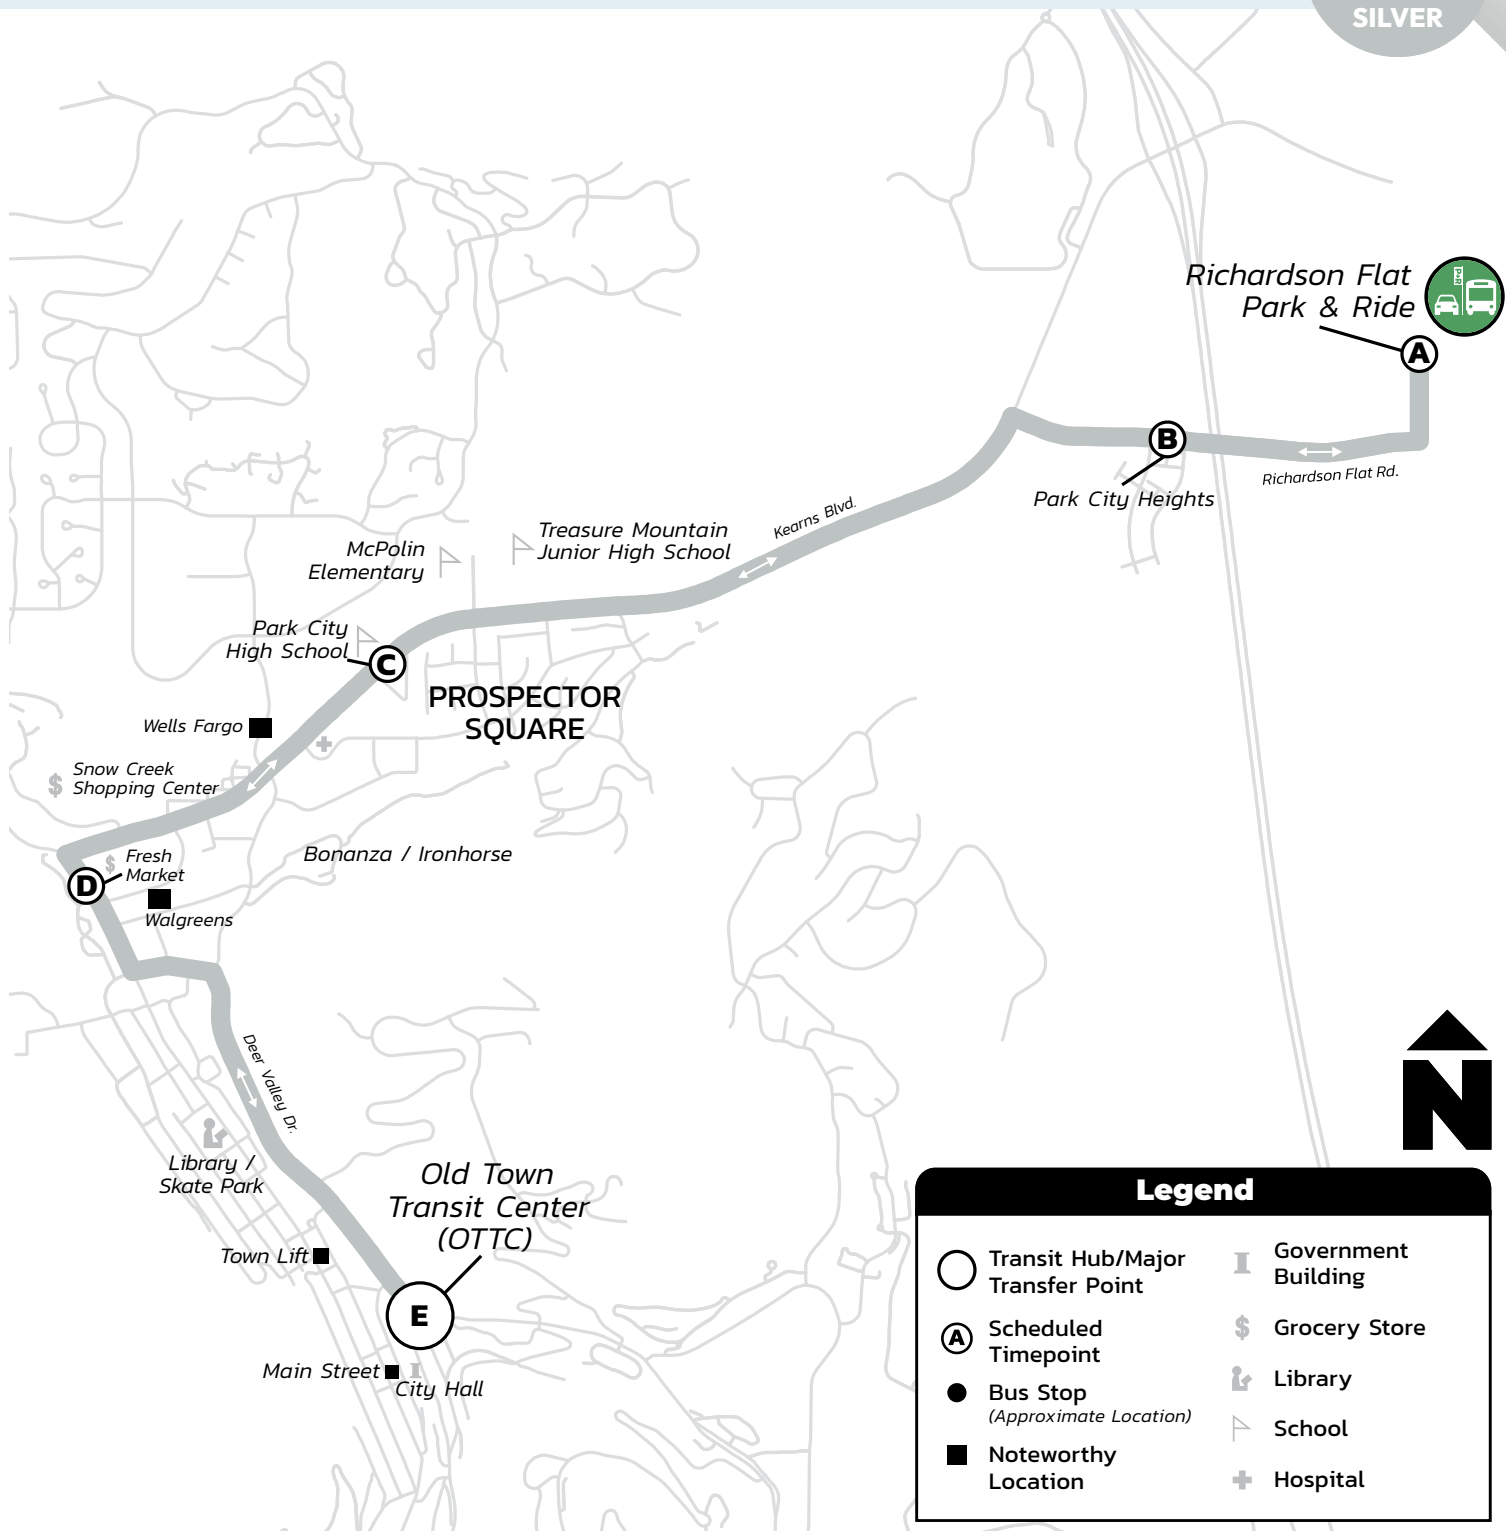 SILVER
Richardson Flat
Park & Ride
P+R
A
B
Richardson Flat Rd.
Park City Heights
Kearns Blvd.
Treasure Mountain
Junior High School
McPolin
Elementary
Park City
High School
C
PROSPECTOR
SQUARE
Wells Fargo
$
Snow Creek
Shopping Center
Bonanza / Ironhorse
$
Fresh
Market
D
Walgreens
Deer Valley Dr.
Library /
Skate Park
Old Town
Transit Center
(OTTC)
Town Lift
E
Main Street
City Hall
N
Legend
Transit Hub/Major
Transfer Point
A
Scheduled
Timepoint
Bus Stop
(Approximate Location)
Noteworthy
Location
Government
Building
$
Grocery Store
Library
School
Hospital